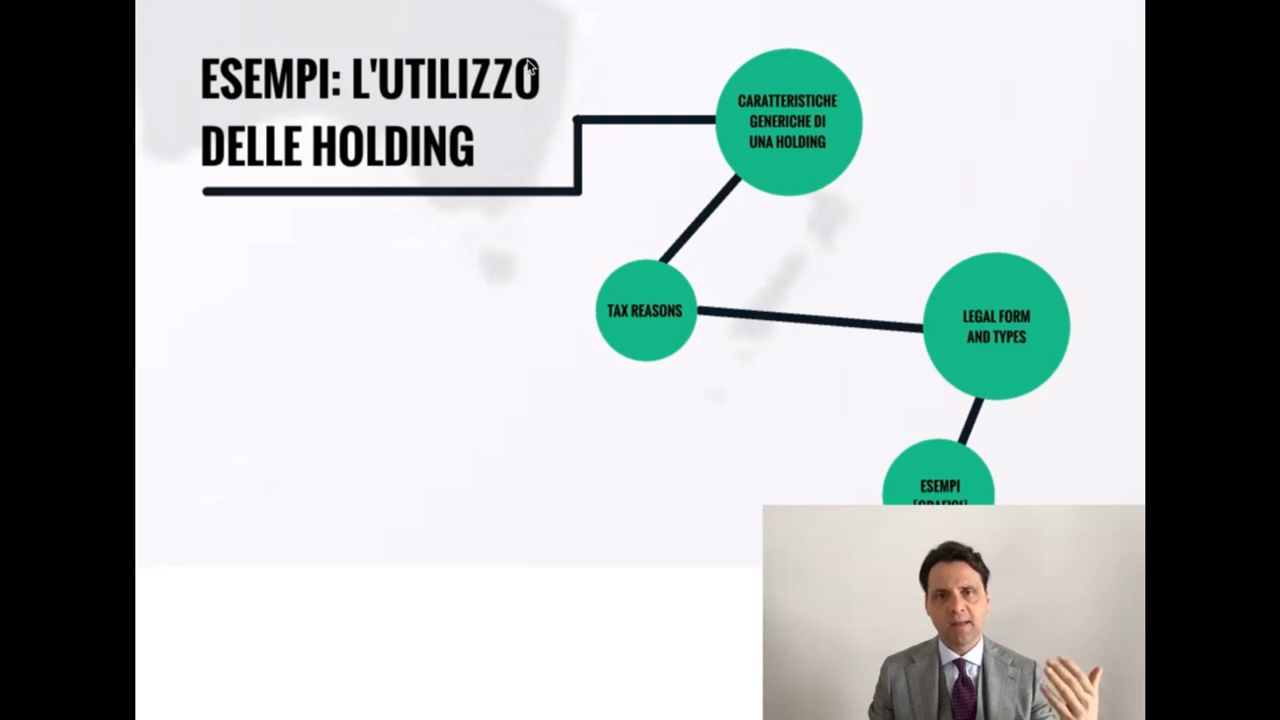 ESEMPI: L'UTILIZZO
DELLE HOLDING
CARATTERISTICHE
GENERICHE DI
UNA HOLDING
TAX REASONS
LEGAL FORM
AND TYPES
ESEMPI